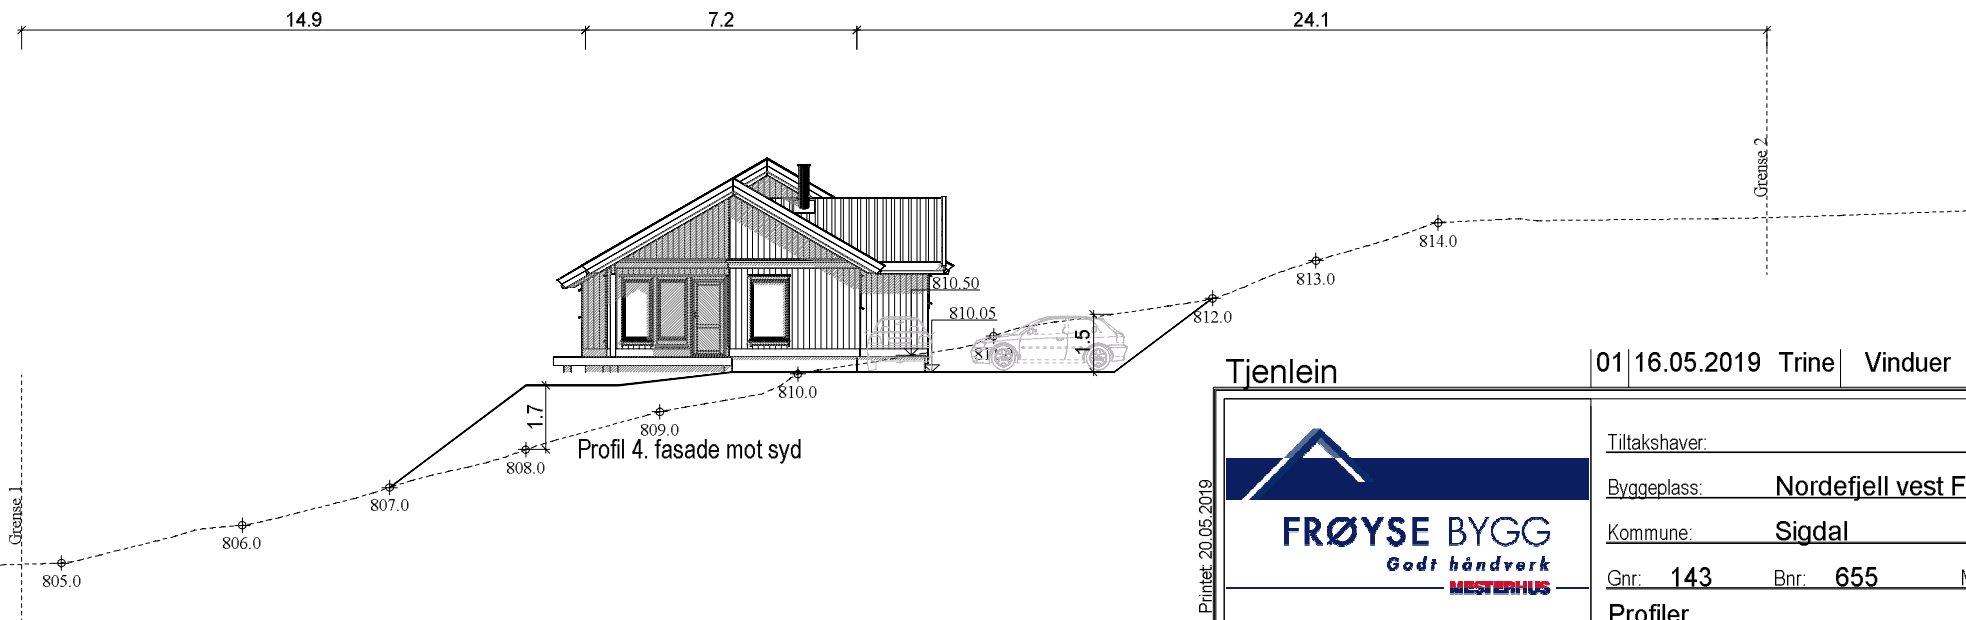 14.9 7.2 24.1
Grense 2
814.0
813.0
810.50
810.05
812.0
1.5
810.0
1.7
809.0
Profil 4. fasade mot syd
808.0
807.0
806.0
805.0
Grense 1
Tjenlein
01 16.05.2019 Trine Vinduer
Printet: 20.05.2019
FRØYSE BYGG
Godt håndverk
MESTERHUS
Tiltakshaver:
Byggeplass: Nordefjell vest F
Kommune: Sigdal
Gnr: 143 Bnr: 655
Profiler